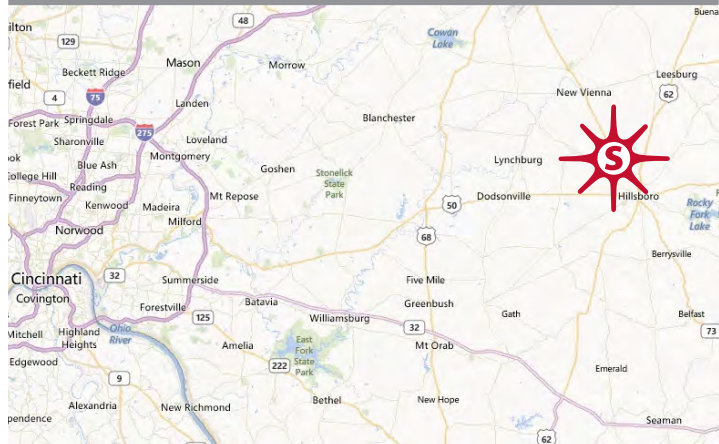 ilton
48
Buena
129
Cowan
Lake
Mason
Morrow
Beckett Ridge
Leesburg
field
4
75
Landen
New Vienna
62
Forest Park
Springdale
Blanchester
275
Sharonville
Loveland
S
ok
Montgomery
Lynchburg
Blue Ash
College Hill
Goshen
Stonelick
State
Park
Reading
Finneytown
Kenwood
Madeira
Mt Repose
50
Dodsonville
Hillsboro
Rocky
Fork
Lake
Milford
Norwood
68
Berrysville
Cincinnati
32
Summerside
Five Mile
Covington
Batavia
Greenbush
Forestville
125
Williamsburg
Gath
Belfast
Mitchell
Highland
Heights
Ohio
River
32
73
Amelia
East
Fork
State
Park
Mt Orab
Edgewood
222
Emerald
9
Bethel
New Hope
Alexandria
New Richmond
pendence
Seaman
62